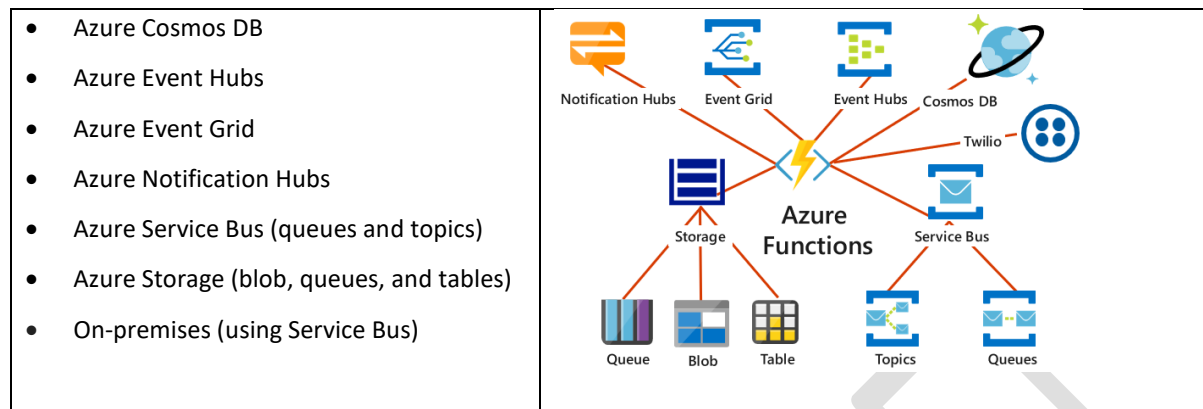 • Azure Cosmos DB
• Azure Event Hubs
• Azure Event Grid
• Azure Notification Hubs
• Azure Service Bus (queues and topics)
• Azure Storage (blob, queues, and tables)
• On-premises (using Service Bus)
Notification Hubs
Event Grid
Event Hubs
Cosmos DB
Twilio
Azure
Functions
Storage
Service Bus
Queue
Blob
Table
Topics
Queues